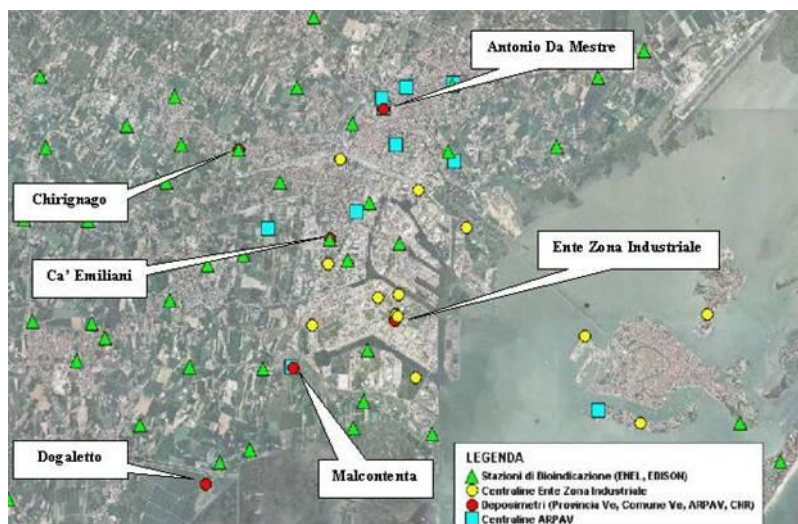 Antonio Da Mestre
Chirignago
Ca' Emiliani
Ente Zona Industriale
Dogaletto
Malcontenta
LEGENDA
Stazioni di Bioindicazione (ENEL, EDISON)
Centraline Ente Zona Industriale
Deposimetri (Provincia Ve, Comune Ve, ARPAV, CNR)
Centraline ARPAV